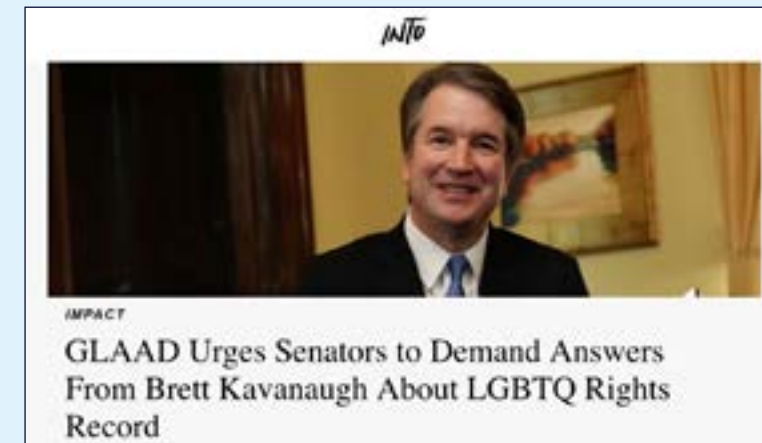 INTO
IMPACT
GLAAD Urges Senators to Demand Answers
From Brett Kavanaugh About LGBTQ Rights
Record